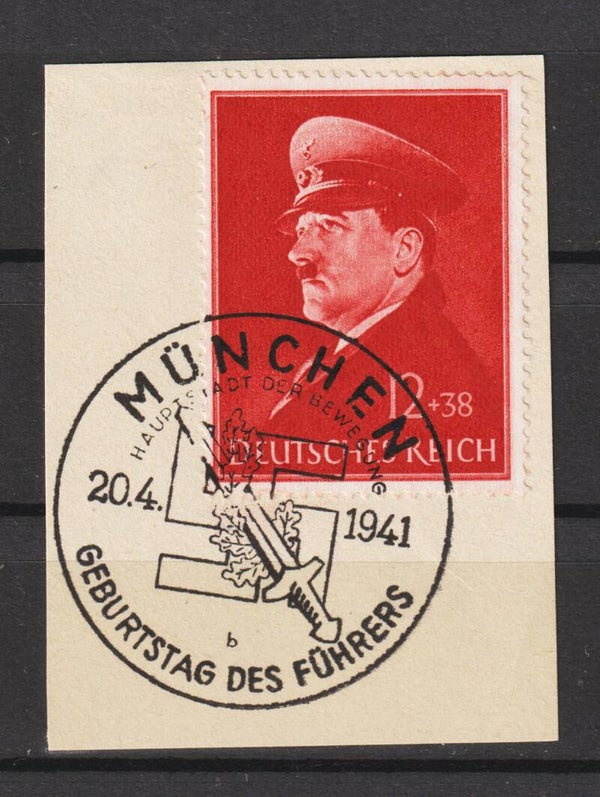 12+38
DEUTSCHES REICH
MÜNCHEN
HAUPTSTADT DER BEWEGUNG
20.4. 1941
b
GEBURTSTAG DES FÜHRERS